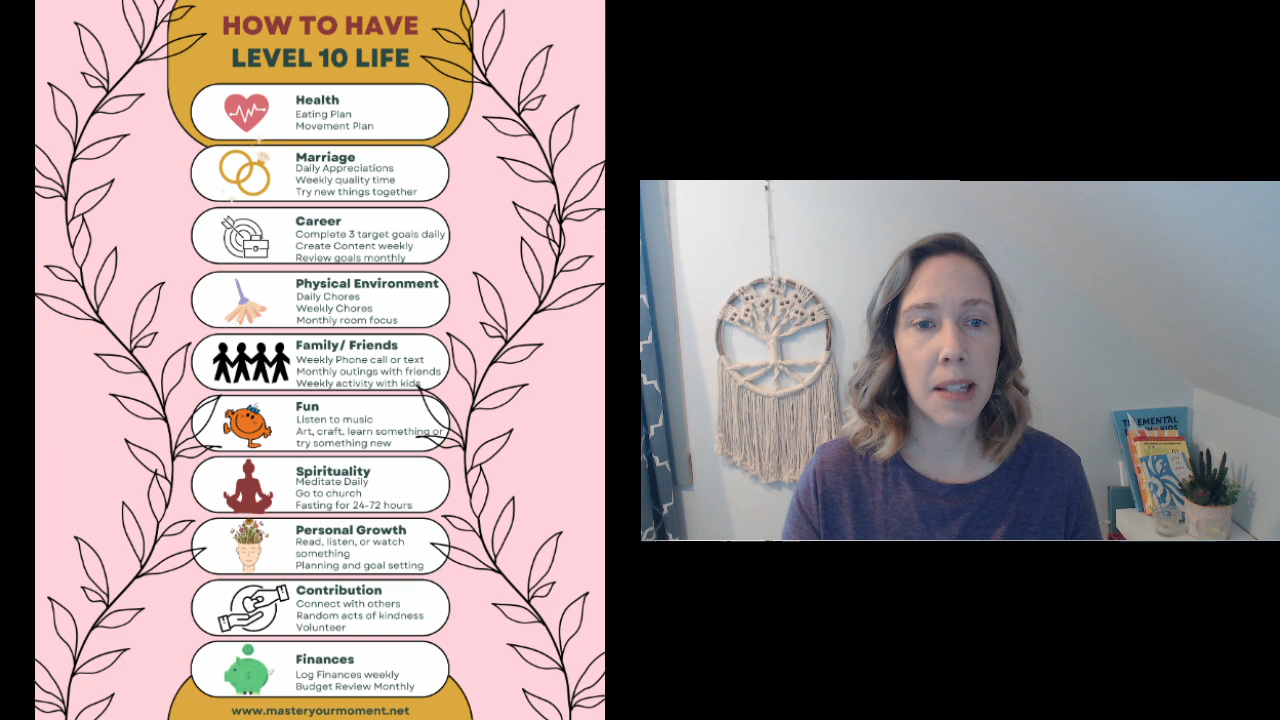 HOW TO HAVE
LEVEL 10 LIFE
Health
Eating Plan
Movement Plan
Marriage
Daily Appreciations
Weekly quality time
Try new things together
Career
Complete 3 target goals daily
Create Content weekly
Review goals monthly
Physical Environment
Daily Chores
Weekly Chores
Monthly room focus
Family/ Friends
Weekly Phone call or text
Monthly outings with friends
Weekly activity with kids
Fun
Listen to music
Art, craft, learn something or
try something new
Spirituality
Meditate Daily
Go to church
Fasting for 24-72 hours
Personal Growth
Read, listen, or watch
something
Planning and goal setting
Contribution
Connect with others
Random acts of kindness
Volunteer
Finances
Log Finances weekly
Budget Review Monthly
www.masteryourmoment.net